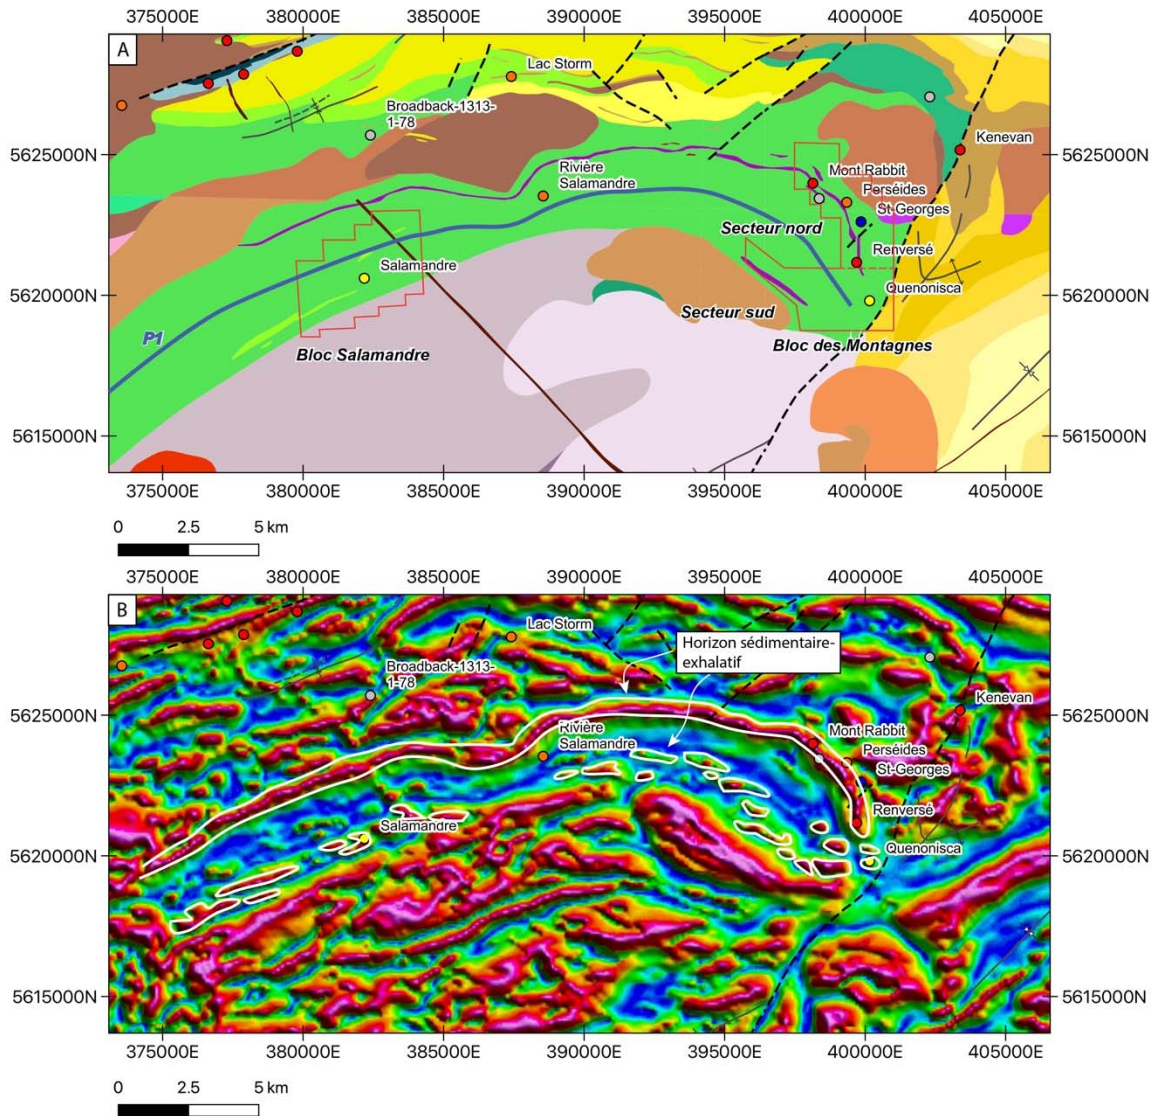 375000E 380000E 385000E 390000E 395000E 400000E 405000E
A
Lac Storm
Broadback-1313-
1-78
Kenevan
5625000N 5625000N
Rivière
Salamandre
Mont Rabbit
Perséides
St-Georges
Secteur nord
Renversé
Salamandre
5620000N 5620000N
Quenonisca
Secteur sud
P1
Bloc des Montagnes
Bloc Salamandre
5615000N 5615000N
375000E 380000E 385000E 390000E 395000E 400000E 405000E
0 2.5 5 km
375000E 380000E 385000E 390000E 395000E 400000E 405000E
B
Lac Storm
Horizon sédimentaire-
exhalatif
Broadback-1313-
1-78
Kenevan
5625000N 5625000N
Rivière
Salamandre
Mont Rabbit
Perséides
St-Georges
Renversé
Salamandre
Quenonisca
5620000N 5620000N
5615000N 5615000N
375000E 380000E 385000E 390000E 395000E 400000E 405000E
0 2.5 5 km